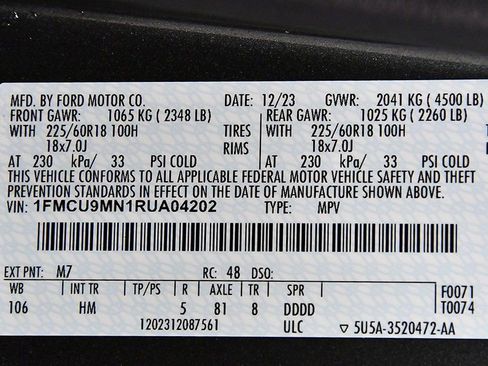 MFD. BY FORD MOTOR CO. DATE: 12/23 GVWR: 2041 KG ( 4500 LB)
FRONT GAWR: 1065 KG ( 2348 LB) REAR GAWR: 1025 KG ( 2260 LB)
WITH 225/60R18 100H TIRES WITH 225/60R18 100H
18x7.0J RIMS 18x7.0J
AT 230 kPa/ 33 PSI COLD AT 230 kPa/ 33 PSI COLD
THIS VEHICLE CONFORMS TO ALL APPLICABLE FEDERAL MOTOR VEHICLE SAFETY AND THEFT
PREVENTION STANDARDS IN EFFECT ON THE DATE OF MANUFACTURE SHOWN ABOVE.
VIN: 1FMCU9MN1RUA04202 TYPE: MPV
EXT PNT: M7 RC: 48 DSO:
WB INT TR TP/PS R AXLE TR SPR F0071
106 HM 5 81 8 DDDD T0074
1202312087561 ULC ▽ 5U5A-3520472-AA